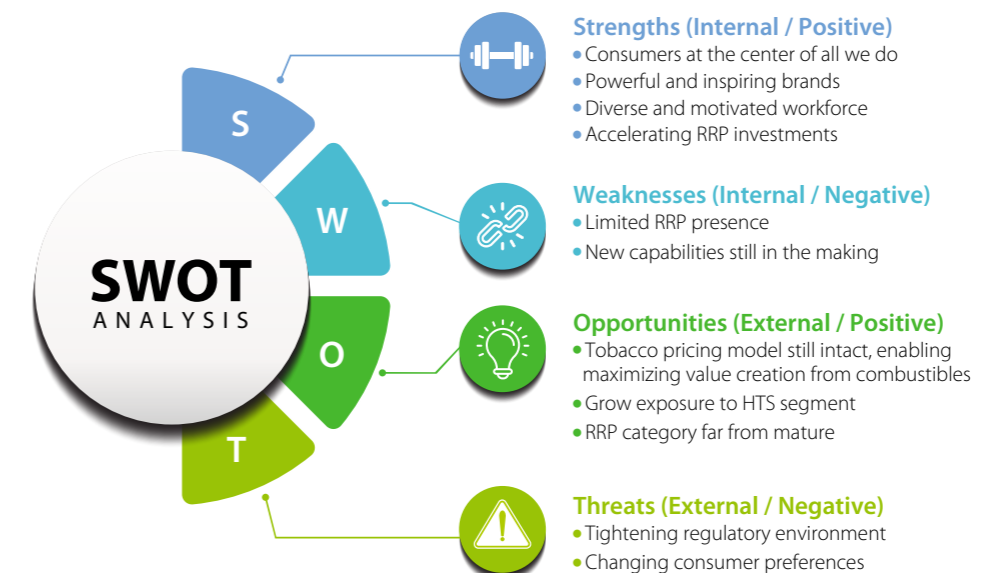 SWOT
ANALYSIS
S
W
O
T
Strengths (Internal / Positive)
• Consumers at the center of all we do
• Powerful and inspiring brands
• Diverse and motivated workforce
• Accelerating RRP investments
Weaknesses (Internal / Negative)
• Limited RRP presence
• New capabilities still in the making
Opportunities (External / Positive)
• Tobacco pricing model still intact, enabling
maximizing value creation from combustibles
• Grow exposure to HTS segment
• RRP category far from mature
Threats (External / Negative)
• Tightening regulatory environment
• Changing consumer preferences